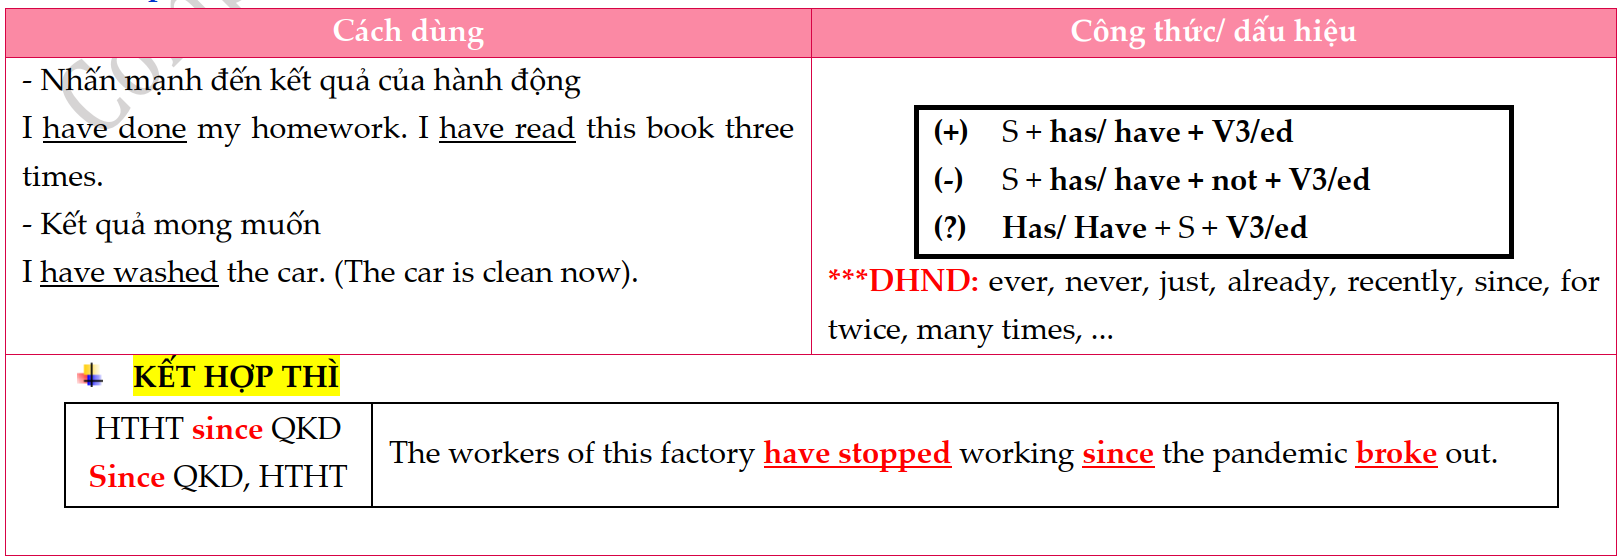 Cách dùng
Công thức/ dấu hiệu
- Nhấn mạnh đến kết quả của hành động
I have done my homework. I have read this book three
times.
- Kết quả mong muốn
I have washed the car. (The car is clean now).
(+) S + has/ have + V3/ed
(-) S + has/ have + not + V3/ed
(?) Has/ Have + S + V3/ed
***DHND: ever, never, just, already, recently, since, for
twice, many times, ...
KẾT HỢP THÌ
HTHT since QKD
Since QKD, HTHT
The workers of this factory have stopped working since the pandemic broke out.